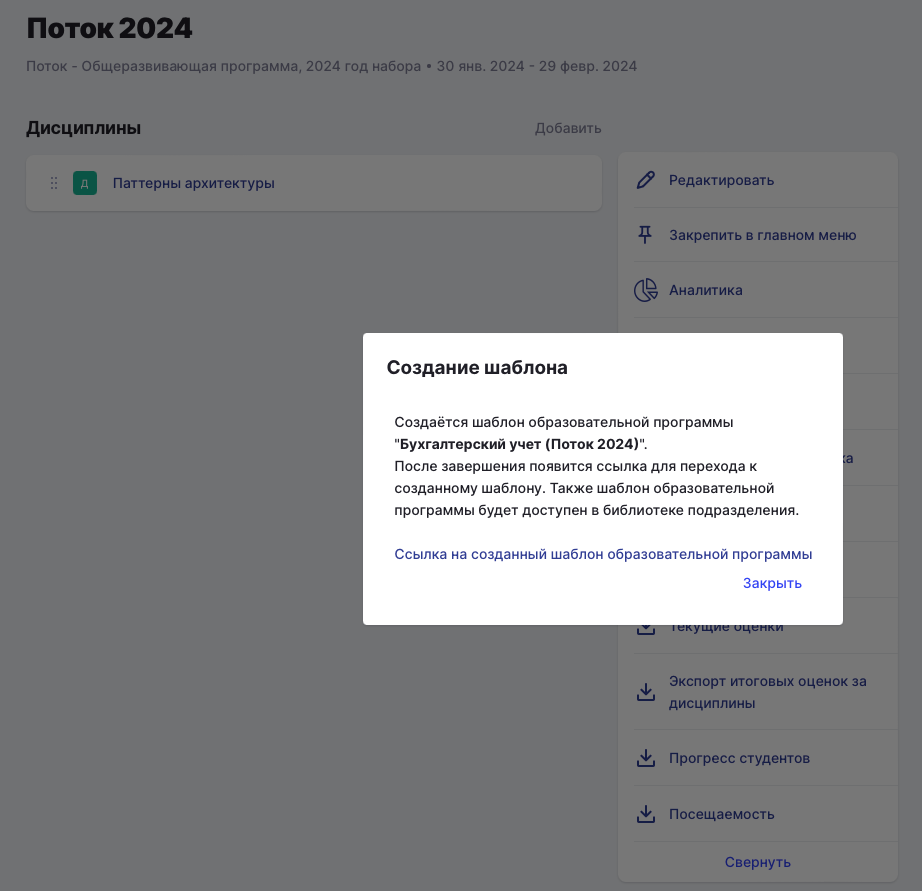 Поток 2024
Поток - Общеразвивающая программа, 2024 год набора • 30 янв. 2024 - 29 февр. 2024
Дисциплины
Добавить
Д
Паттерны архитектуры
Редактировать
Закрепить в главном меню
Аналитика
Создание шаблона
Создаётся шаблон образовательной программы
"Бухгалтерский учет (Поток 2024)".
После завершения появится ссылка для перехода к
созданному шаблону. Также шаблон образовательной
программы будет доступен в библиотеке подразделения.
Ссылка на созданный шаблон образовательной программы
Закрыть
Текущие оценки
Экспорт итоговых оценок за
дисциплины
Прогресс студентов
Посещаемость
Свернуть